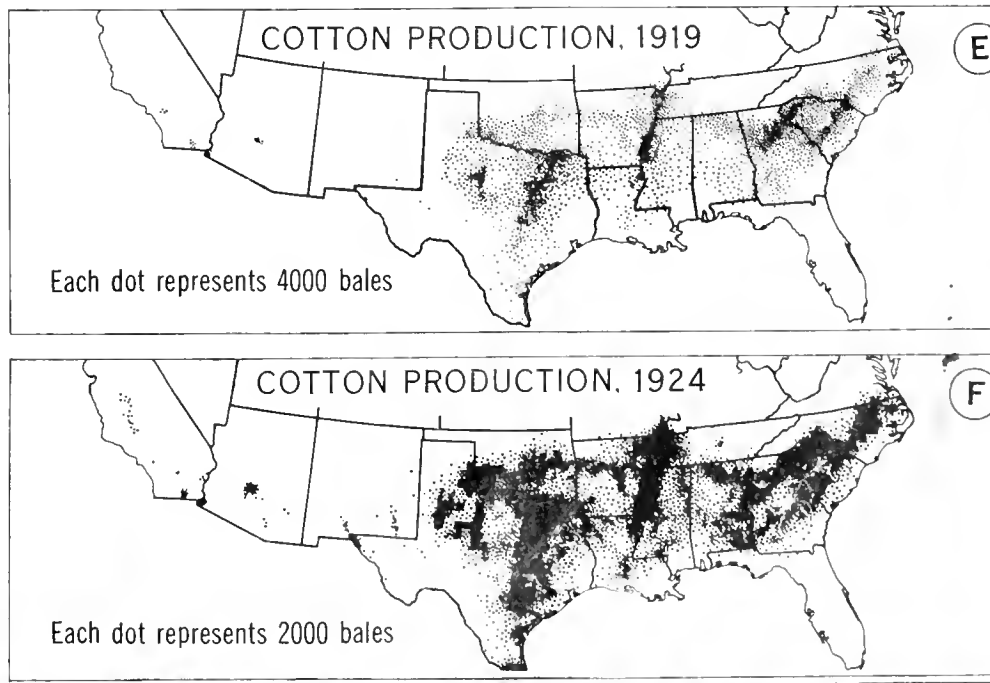 COTTON PRODUCTION, 1919
E
Each dot represents 4000 bales
COTTON PRODUCTION, 1924
F
Each dot represents 2000 bales